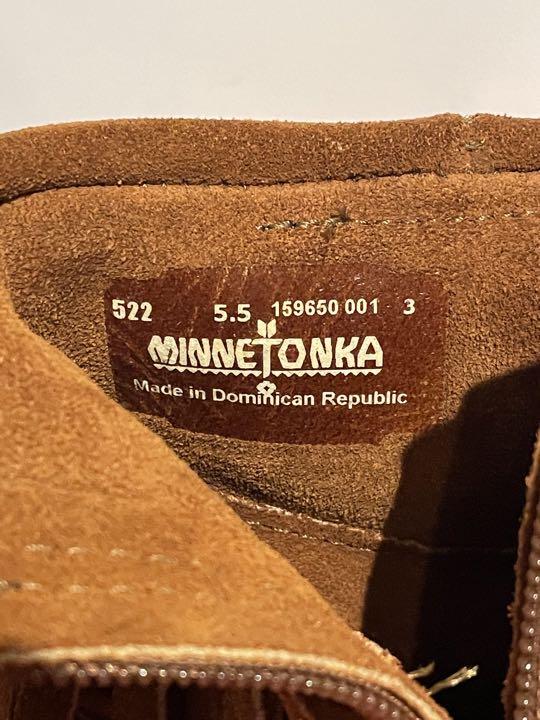 522 5.5 159650 001 3
MINNETONKA
Made in Dominican Republic